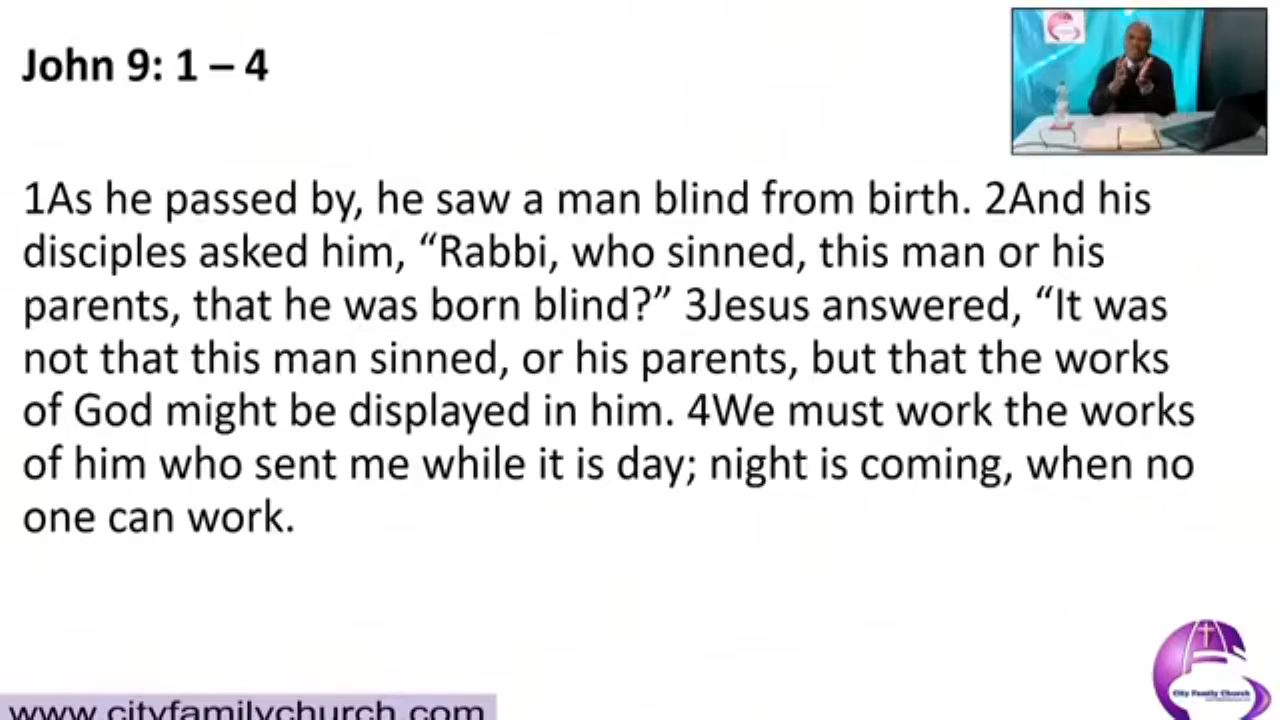 John 9: 1 – 4
1As he passed by, he saw a man blind from birth. 2And his
disciples asked him, “Rabbi, who sinned, this man or his
parents, that he was born blind?” 3Jesus answered, “It was
not that this man sinned, or his parents, but that the works
of God might be displayed in him. 4We must work the works
of him who sent me while it is day; night is coming, when no
one can work.
City Family Church
www.cityfamilychurch.com